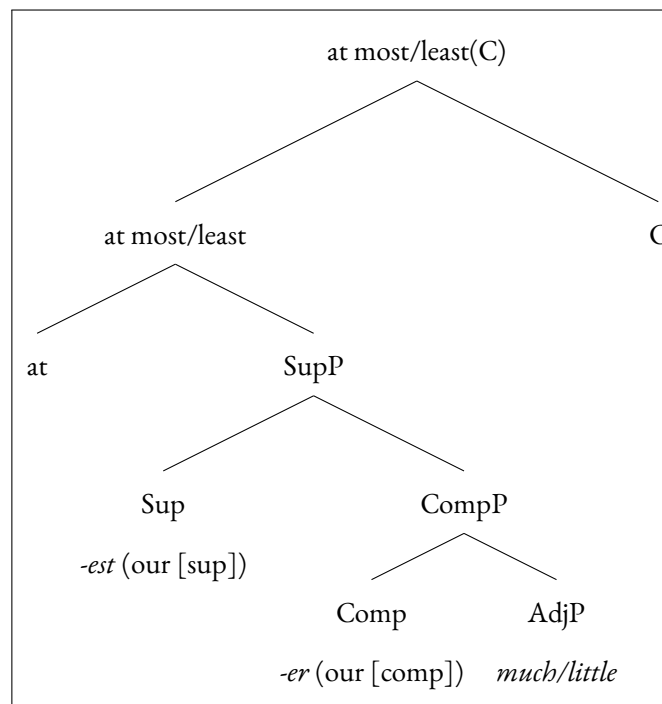 at most/least(C)
at most/least C
at SupP
Sup CompP
-est (our [sup])
Comp AdjP
-er (our [comp]) much/little